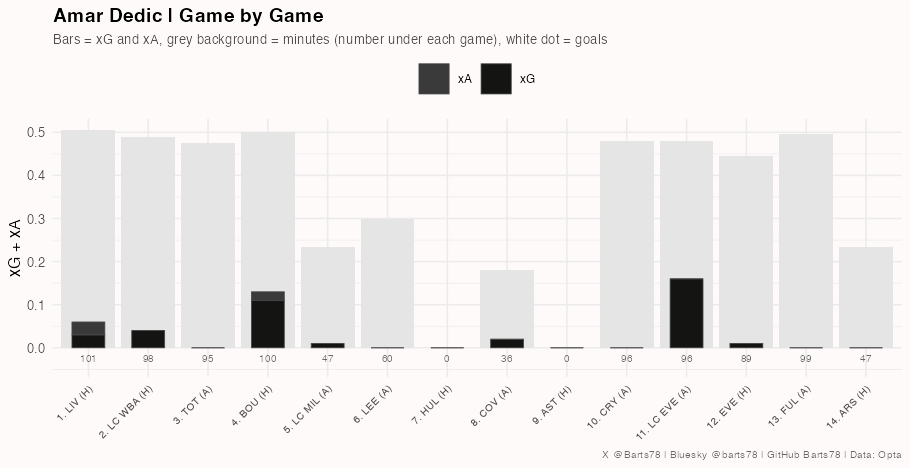 Amar Dedic | Game by Game
Bars = xG and xA, grey background = minutes (number under each game), white dot = goals
xA xG
xG + xA
0.5
0.4
0.3
0.2
0.1
0.0
101 98 95 100 47 60 0 36 0 96 96 89 99 47
1. LIV (H)
2. LC WBA (H)
3. TOT (A)
4. BOU (H)
5. LC MIL (A)
6. LEE (A)
7. HUL (H)
8. COV (A)
9. AST (H)
10. CRY (A)
11. LC EVE (A)
12. EVE (H)
13. FUL (A)
14. ARS (H)
X @Barts78 | Bluesky @barts78 | GitHub Barts78 | Data: Opta